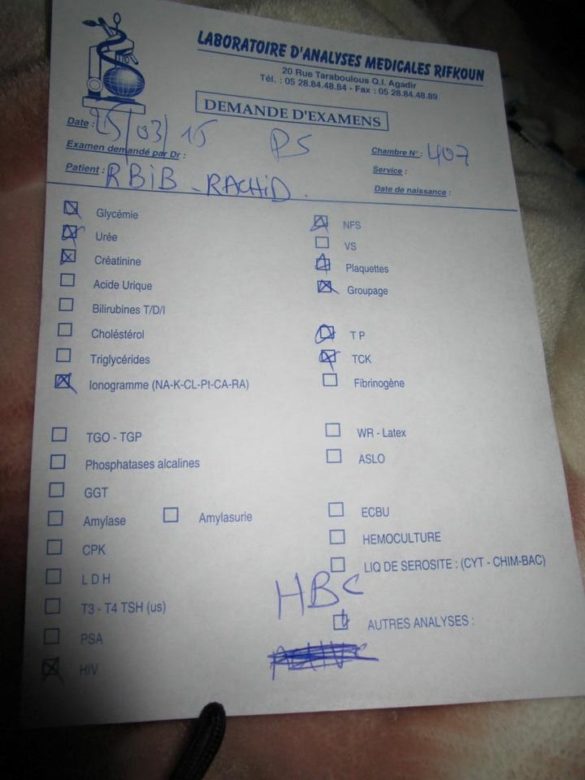 LABORATOIRE D'ANALYSES MEDICALES RIFKOUN
20 Rue Taraboulous Q.I. Agadir
Tél. : 05 28.84.48.84 - Fax : 05 28.84.48.89
DEMANDE D'EXAMENS
Date : 25/03/15 PS
Chambre N° : 407
Examen demandé par Dr :
Service :
Patient : RBIB - RACHID.
Date de naissance :
Glycémie
NFS
Urée
VS
Créatinine
Plaquettes
Acide Urique
Groupage
Bilirubines T/D/I
Choléstérol
T P
Triglycérides
TCK
Ionogramme (NA-K-CL-Pt-CA-RA)
Fibrinogène
TGO - TGP
WR - Latex
Phosphatases alcalines
ASLO
GGT
Amylase
Amylasurie
ECBU
CPK
HEMOCULTURE
L D H
LIQ DE SEROSITE : (CYT - CHIM-BAC)
T3 - T4 TSH (us)
HBC
AUTRES ANALYSES :
PSA
HIV